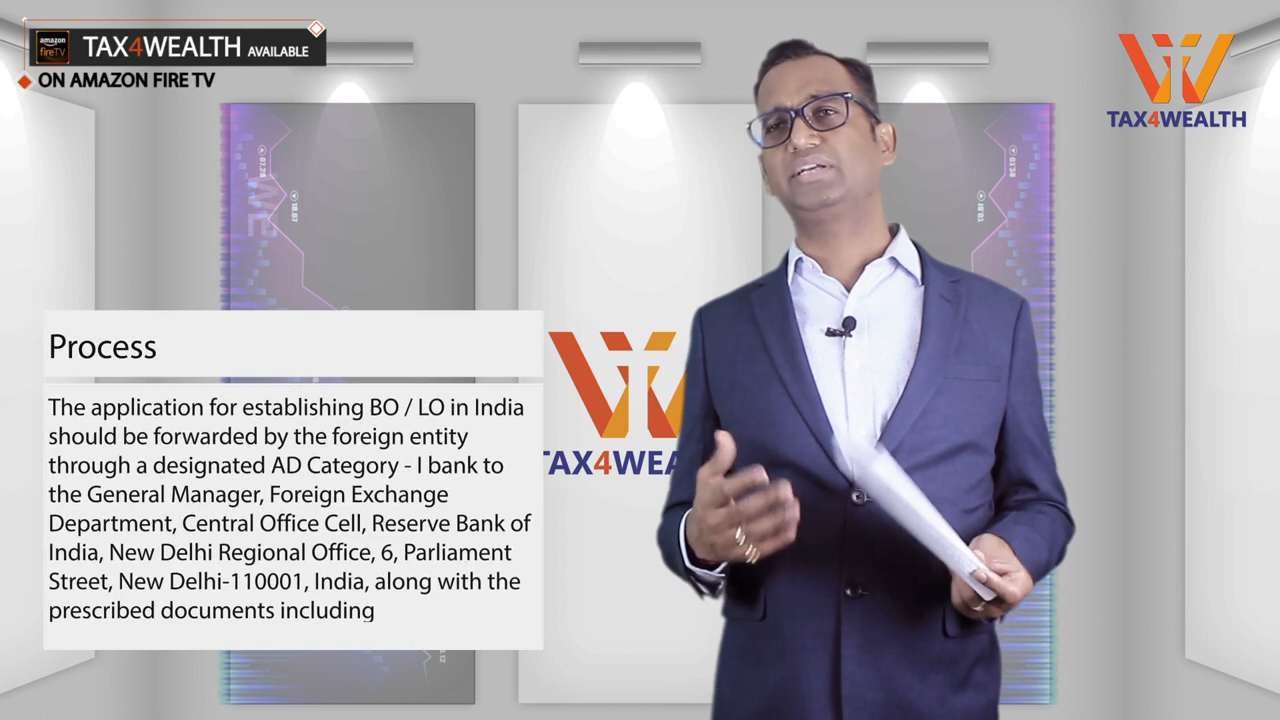 amazon
fireTV
TAX4WEALTH AVAILABLE
ON AMAZON FIRE TV
TAX4WEALTH
Process
The application for establishing BO / LO in India
should be forwarded by the foreign entity
through a designated AD Category - I bank to
the General Manager, Foreign Exchange
Department, Central Office Cell, Reserve Bank of
India, New Delhi Regional Office, 6, Parliament
Street, New Delhi-110001, India, along with the
prescribed documents including